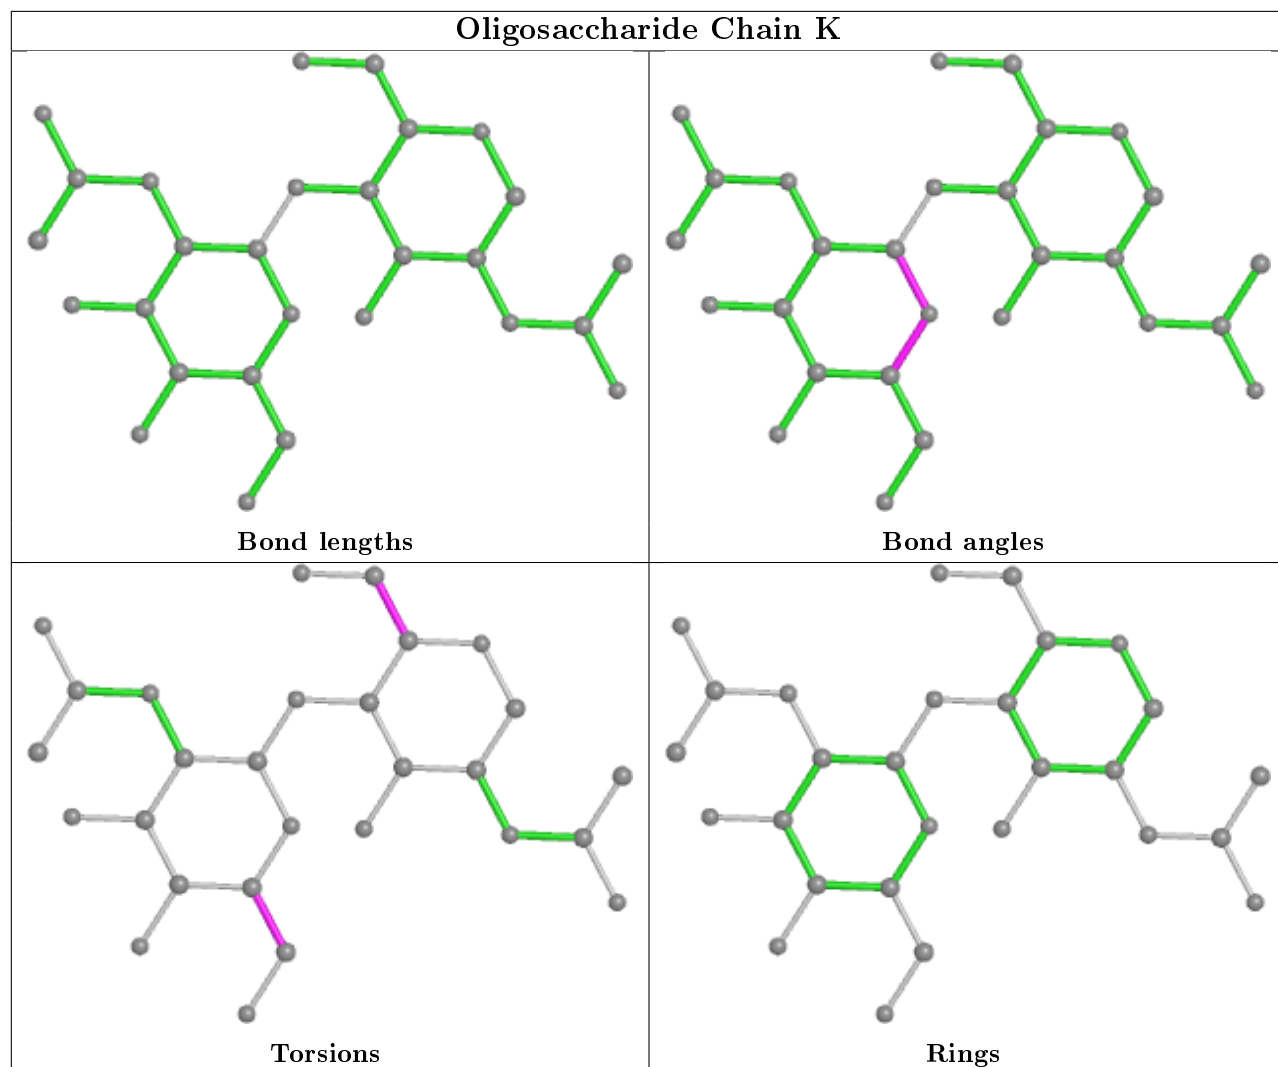 Oligosaccharide Chain K
Bond lengths
Bond angles
Torsions
Rings